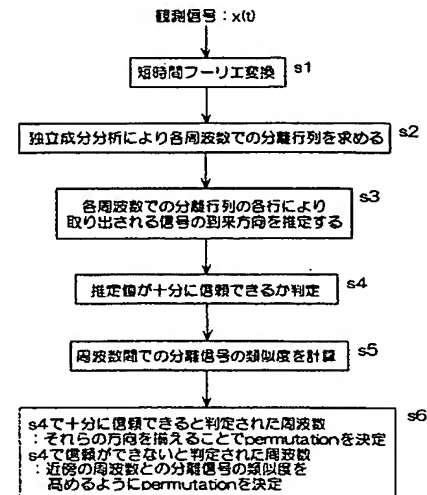 観測信号：x(t)
短時間フーリエ変換 s1
独立成分分析により各周波数での分離行列を求める s2
各周波数での分離行列の各行により s3
取り出される信号の到来方向を推定する
推定値が十分に信頼できるか判定 s4
周波数間での分離信号の類似度を計算 s5
s6
s4で十分に信頼できると判定された周波数
：それらの方向を揃えることでpermutationを決定
s4で信頼ができないと判定された周波数
：近傍の周波数との分離信号の類似度を
高めるようにpermutationを決定